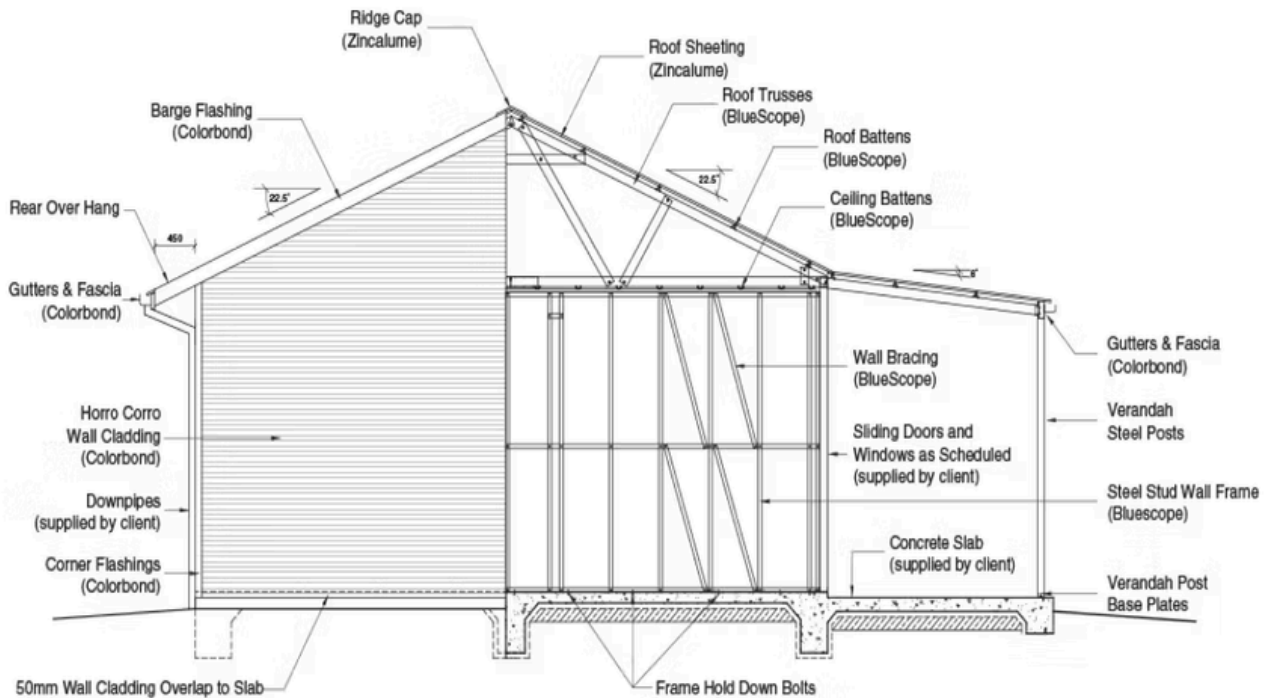 Ridge Cap
(Zincalume)
Roof Sheeting
(Zincalume)
Roof Trusses
(BlueScope)
Barge Flashing
(Colorbond)
Roof Battens
(BlueScope)
22.5°
22.5°
Ceiling Battens
(BlueScope)
Rear Over Hang
450
6°
Gutters & Fascia
(Colorbond)
Gutters & Fascia
(Colorbond)
Wall Bracing
(BlueScope)
Horro Corro
Wall Cladding
(Colorbond)
Verandah
Steel Posts
Sliding Doors and
Windows as Scheduled
(supplied by client)
Downpipes
(supplied by client)
Steel Stud Wall Frame
(Bluescope)
Concrete Slab
(supplied by client)
Corner Flashings
(Colorbond)
Verandah Post
Base Plates
50mm Wall Cladding Overlap to Slab
Frame Hold Down Bolts